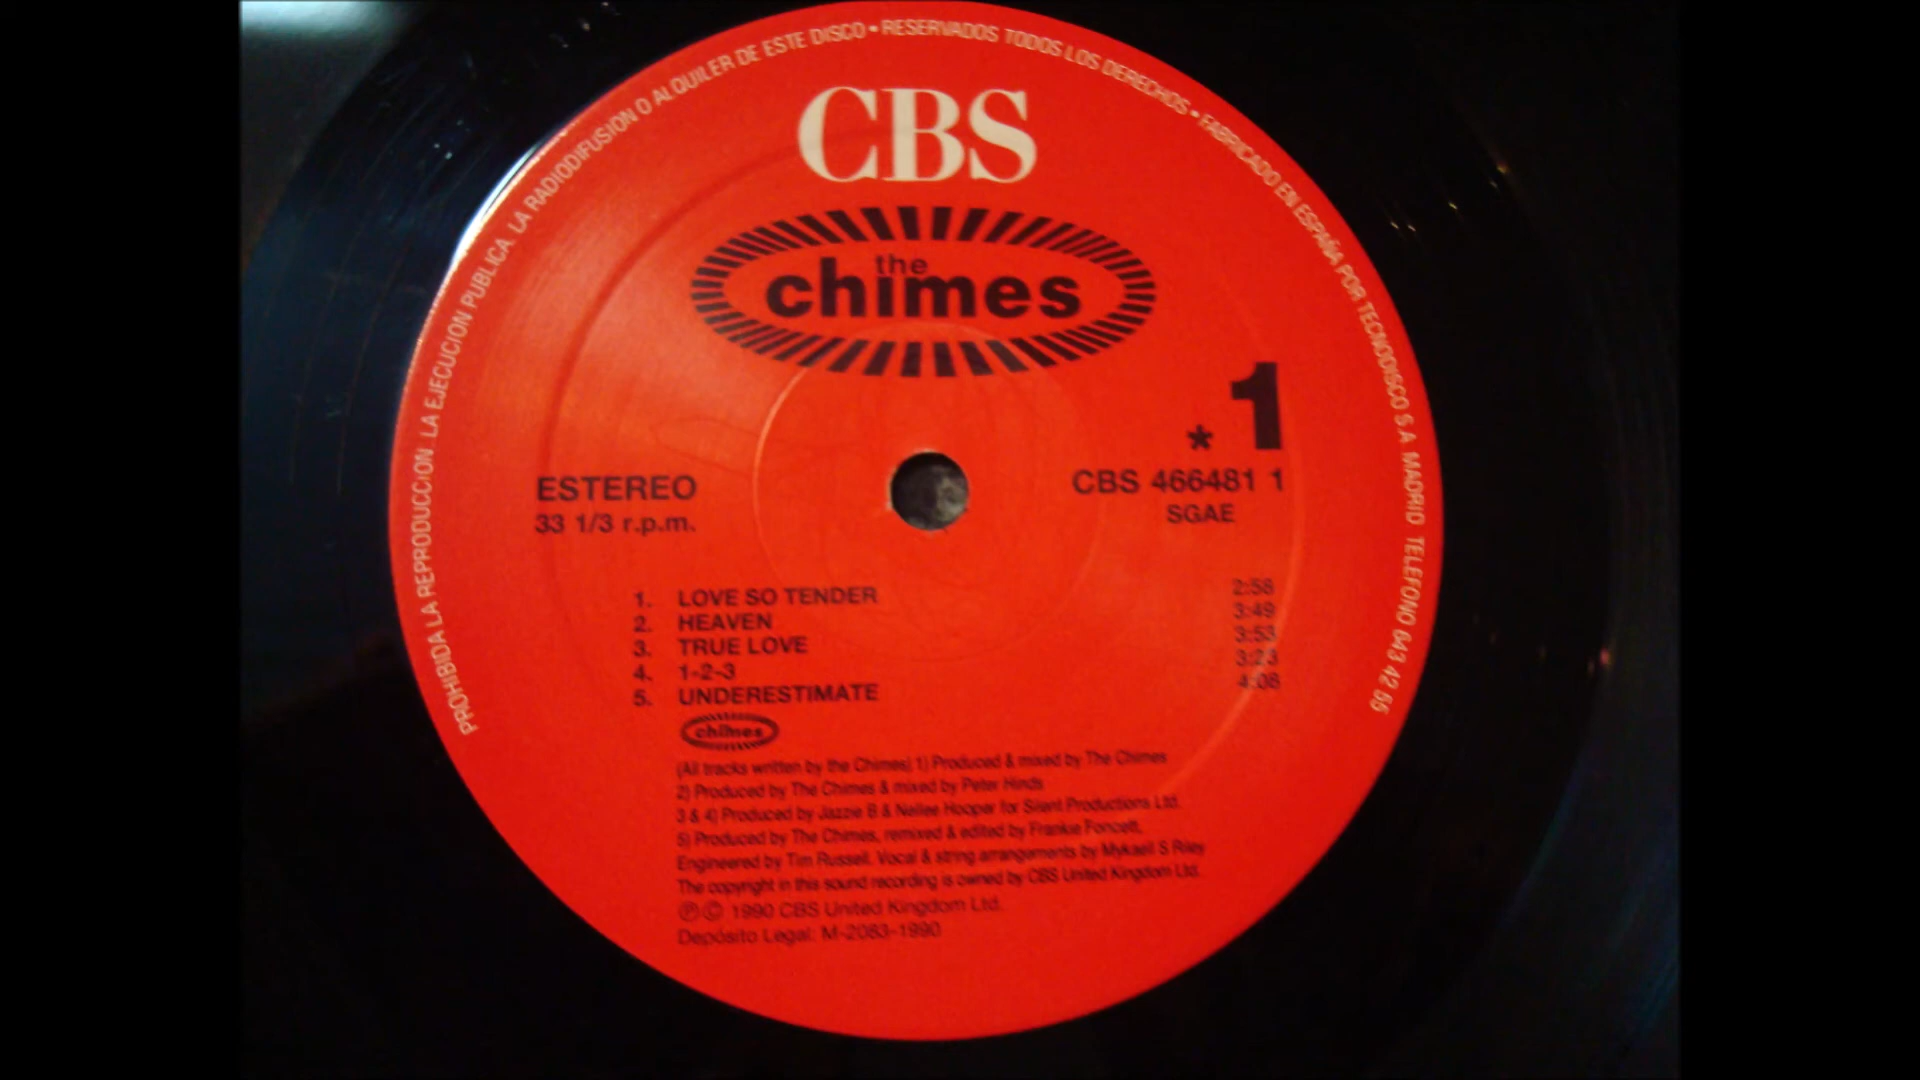 PROHIBIDA LA REPRODUCCION. LA EJECUCION PUBLICA. LA RADIODIFUSION O ALQUILER DE ESTE DISCO • RESERVADOS TODOS LOS DERECHOS • FABRICADO EN ESPAÑA POR TECNODISCO S.A MADRID TELEFONO 643 42 55
CBS
the
chimes
* 1
ESTEREO
CBS 466481 1
33 1/3 r.p.m.
SGAE
1. LOVE SO TENDER 2:58
2. HEAVEN 3:49
3. TRUE LOVE 3:53
4. 1-2-3 3:23
5. UNDERESTIMATE 4:08
the chimes
(All tracks written by the Chimes) 1) Produced & mixed by The Chimes
2) Produced by The Chimes & mixed by Peter Hinds
3 & 4) Produced by Jazzie B & Nellee Hooper for Silent Productions Ltd.
5) Produced by The Chimes, remixed & edited by Frankie Foncett,
Engineered by Tim Russell. Vocal & string arrangements by Mykaell S Riley
The copyright in this sound recording is owned by CBS United Kingdom Ltd.
℗ © 1990 CBS United Kingdom Ltd.
Depósito Legal: M-2083-1990